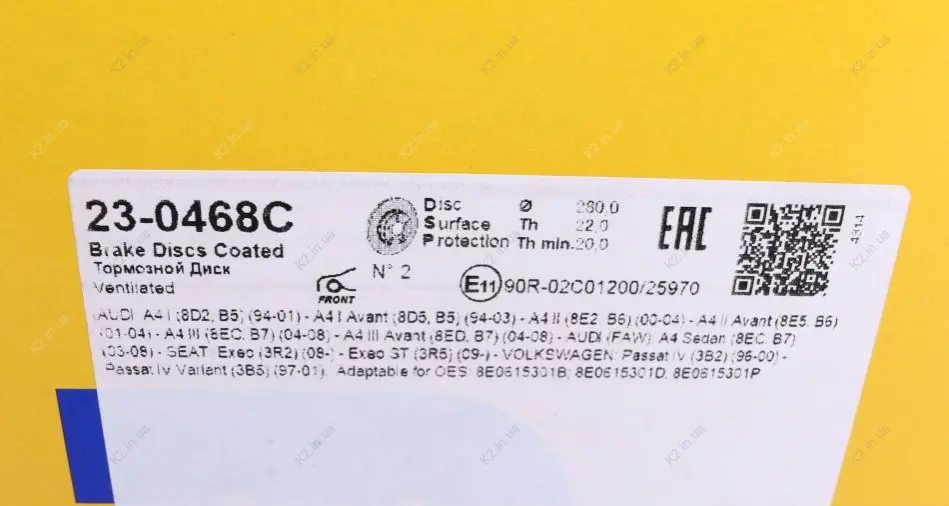 23-0468C
Brake Discs Coated
Тормозной Диск
Ventilated
FRONT
N° 2
Disc Ø 280,0
Surface Th 22,0
Protection Th min. 20,0
EAC
4314
E11 90R-02C01200/25970
AUDI A4 I (8D2, B5) (94-01) - A4 I Avant (8D5, B5) (94-03) - A4 II (8E2, B6) (00-04) - A4 II Avant (8E5, B6)
(01-04) - A4 III (8EC, B7) (04-08) - A4 III Avant (8ED, B7) (04-08) - AUDI (FAW) A4 Sedan (8EC, B7)
(03-08) - SEAT Exeo (3R2) (08-) - Exeo ST (3R5) (09-) - VOLKSWAGEN Passat IV (3B2) (96-00) -
Passat IV Variant (3B5) (97-01). Adaptable for OES: 8E0615301B; 8E0615301D; 8E0615301P
K2.in.ua